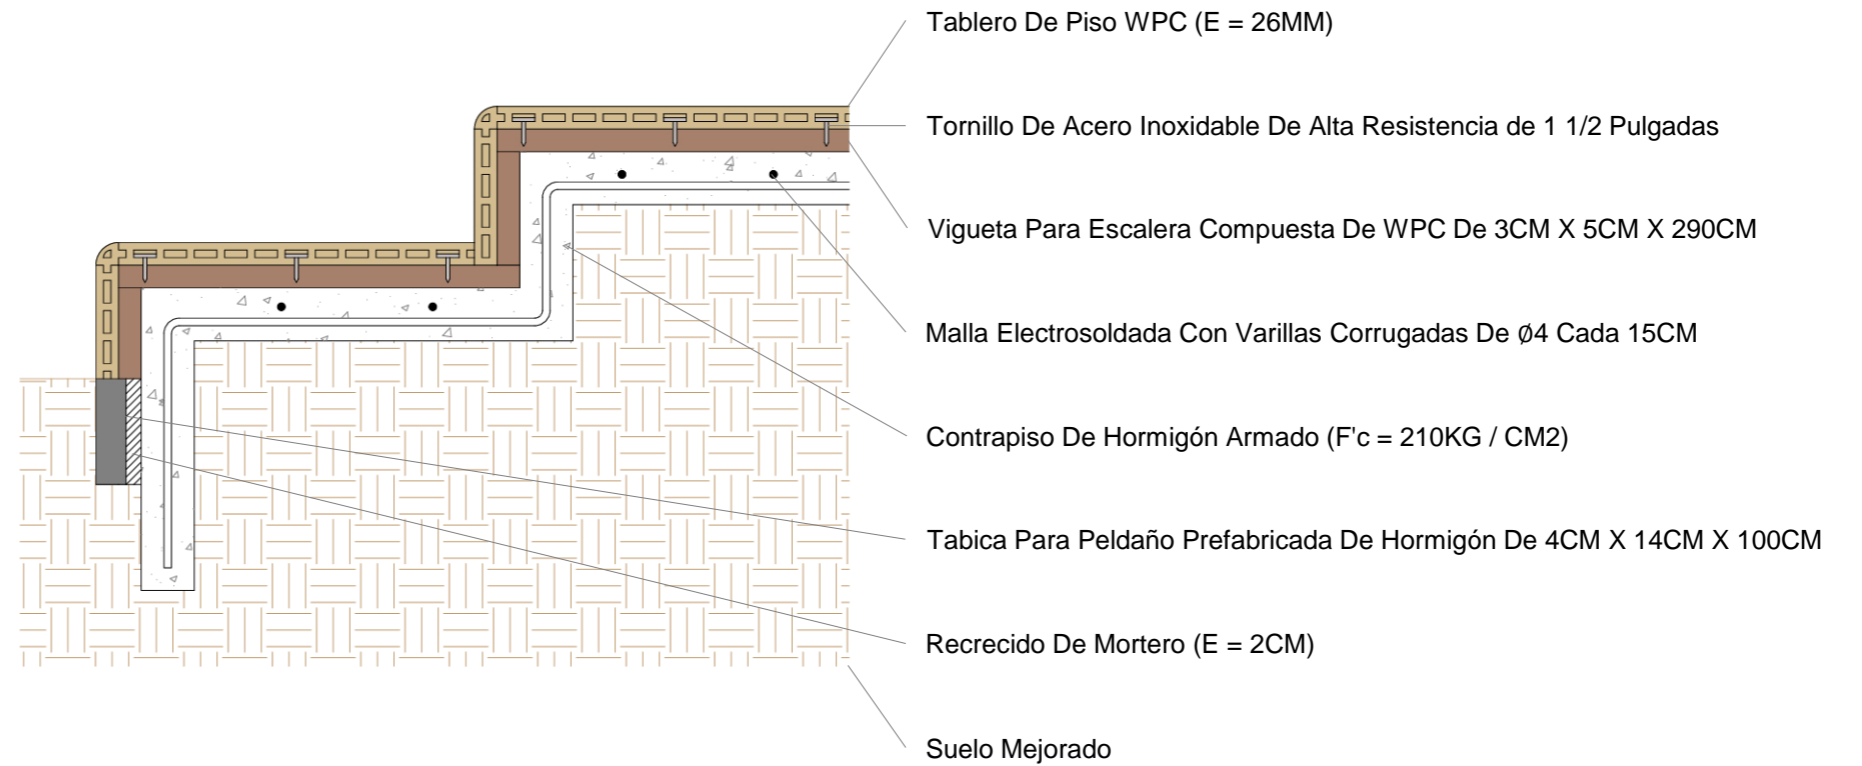 Tablero De Piso WPC (E = 26MM)
Tornillo De Acero Inoxidable De Alta Resistencia de 1 1/2 Pulgadas
Vigueta Para Escalera Compuesta De WPC De 3CM X 5CM X 290CM
Malla Electrosoldada Con Varillas Corrugadas De Ø4 Cada 15CM
Contrapiso De Hormigón Armado (F'c = 210KG / CM2)
Tabica Para Peldaño Prefabricada De Hormigón De 4CM X 14CM X 100CM
Recrecido De Mortero (E = 2CM)
Suelo Mejorado